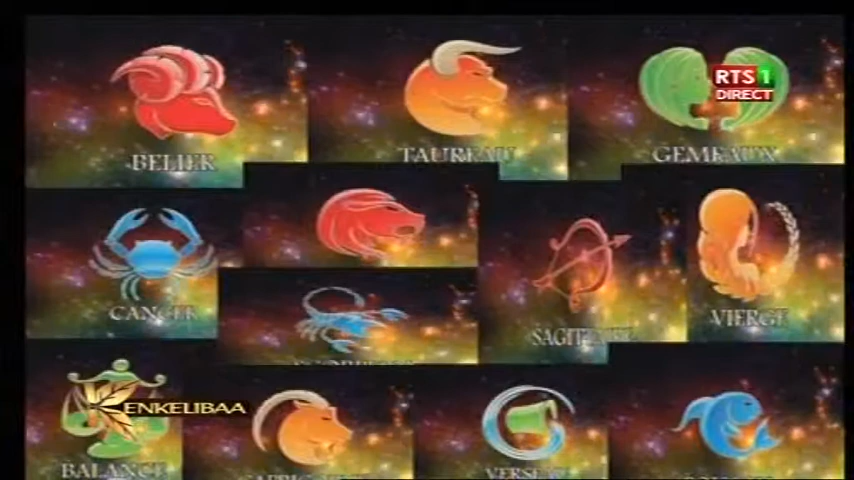 RTS 1
DIRECT
BELIER
TAUREAU
GEMEAUX
CANCER
VIERGE
KENKELIBAA
BALANCE